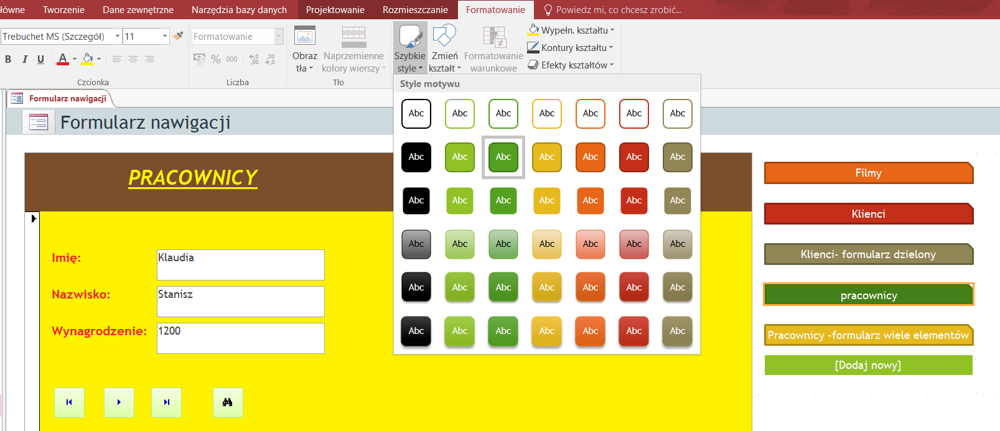 łówne Tworzenie Dane zewnętrzne Narzędzia bazy danych Projektowanie Rozmieszczanie Formatowanie Powiedz mi, co chcesz zrobić...
Trebuchet MS (Szczegół) 11 Formatowanie
B I U A % 000
Obraz tła
Naprzemienne kolory wierszy
Szybkie style
Zmień kształt
Formatowanie warunkowe
Wypełn. kształtu
Kontury kształtu
Efekty kształtów
Czcionka Liczba Tło
Style motywu
Abc Abc Abc Abc Abc Abc Abc
Abc Abc Abc Abc Abc Abc Abc
Abc Abc Abc Abc Abc Abc Abc
Abc Abc Abc Abc Abc Abc Abc
Abc Abc Abc Abc Abc Abc Abc
Abc Abc Abc Abc Abc Abc Abc
Formularz nawigacji
Formularz nawigacji
PRACOWNICY
Imię: Klaudia
Nazwisko: Stanisz
Wynagrodzenie: 1200
Filmy
Klienci
Klienci- formularz dzielony
pracownicy
Pracownicy -formularz wiele elementów
[Dodaj nowy]